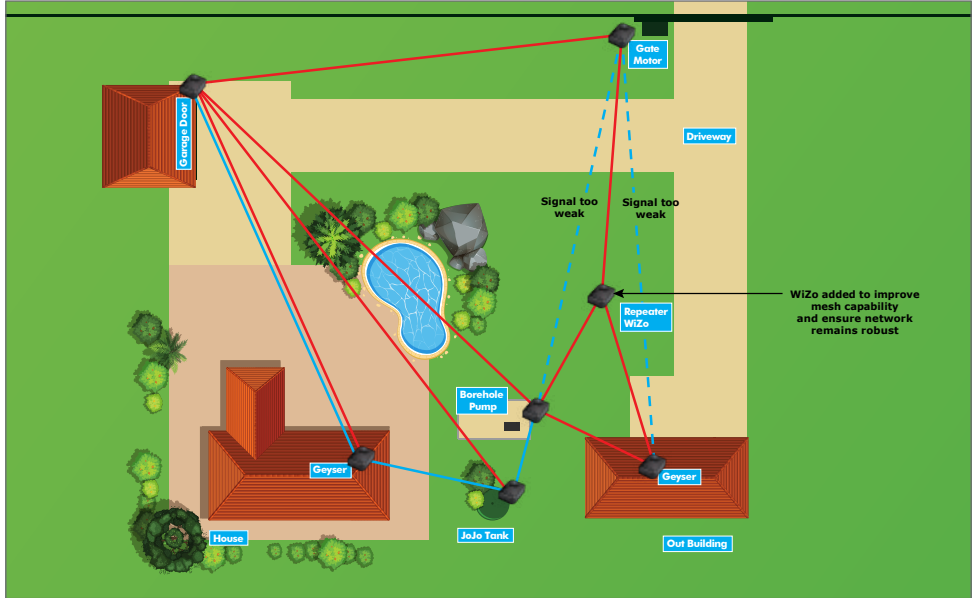 Gate
Motor
Garage Door
Driveway
Signal too
weak
Signal too
weak
WiZo added to improve
mesh capability
and ensure network
remains robust
Repeater
WiZo
Borehole
Pump
Geyser
Geyser
House
JoJo Tank
Out Building